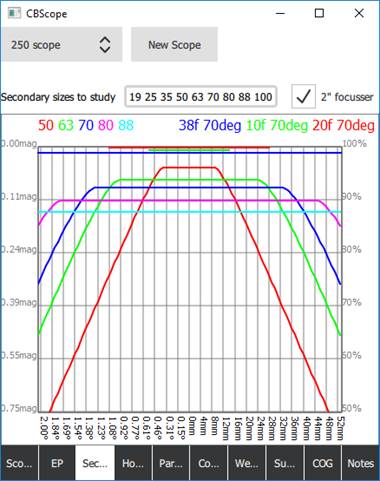 CBScope
250 scope New Scope
Secondary sizes to study 19 25 35 50 63 70 80 88 100 2" focusser
50 63 70 80 88 38f 70deg 10f 70deg 20f 70deg
0.00mag 100%
0.11mag 90%
0.24mag 80%
0.39mag 70%
0.55mag 60%
0.75mag 50%
2.00° 1.84° 1.69° 1.54° 1.38° 1.23° 1.08° 0.92° 0.77° 0.61° 0.46° 0.31° 0.15° 0mm 4mm 8mm 12mm 16mm 20mm 24mm 28mm 32mm 36mm 40mm 44mm 48mm 52mm
Sco... EP Sec... Ho... Par... Co... We... Su... COG Notes